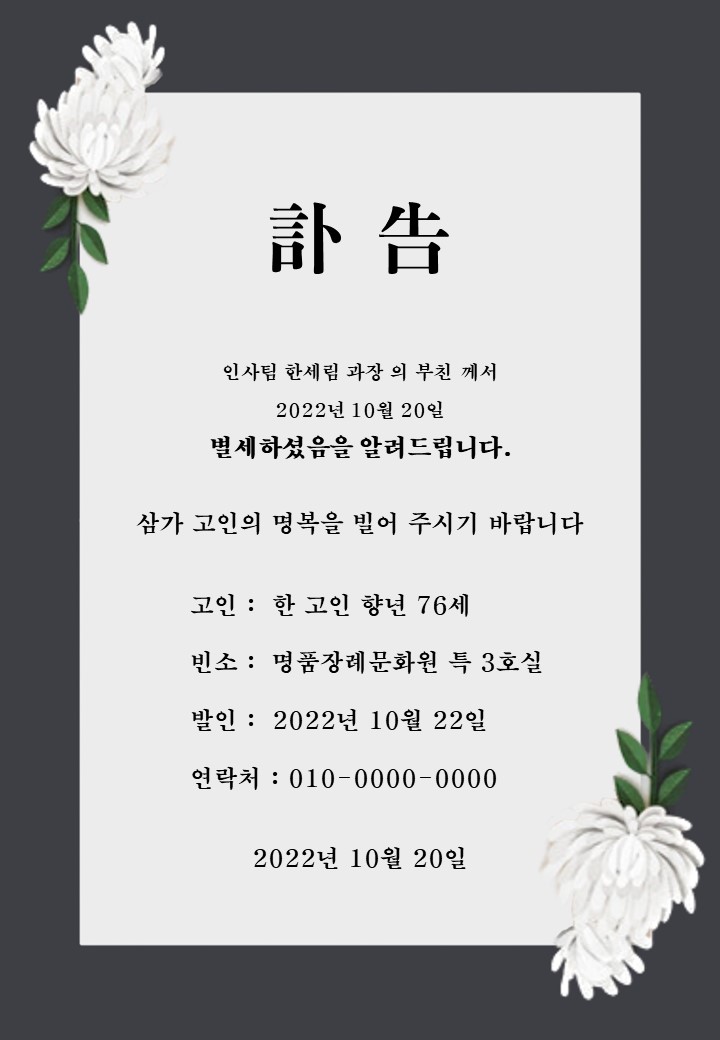 訃 告
인사팀 한세림 과장 의 부친 께서
2022년 10월 20일
별세하셨음을 알려드립니다.
삼가 고인의 명복을 빌어 주시기 바랍니다
고인 : 한 고인 향년 76세
빈소 : 명품장례문화원 특 3호실
발인 : 2022년 10월 22일
연락처 : 010-0000-0000
2022년 10월 20일